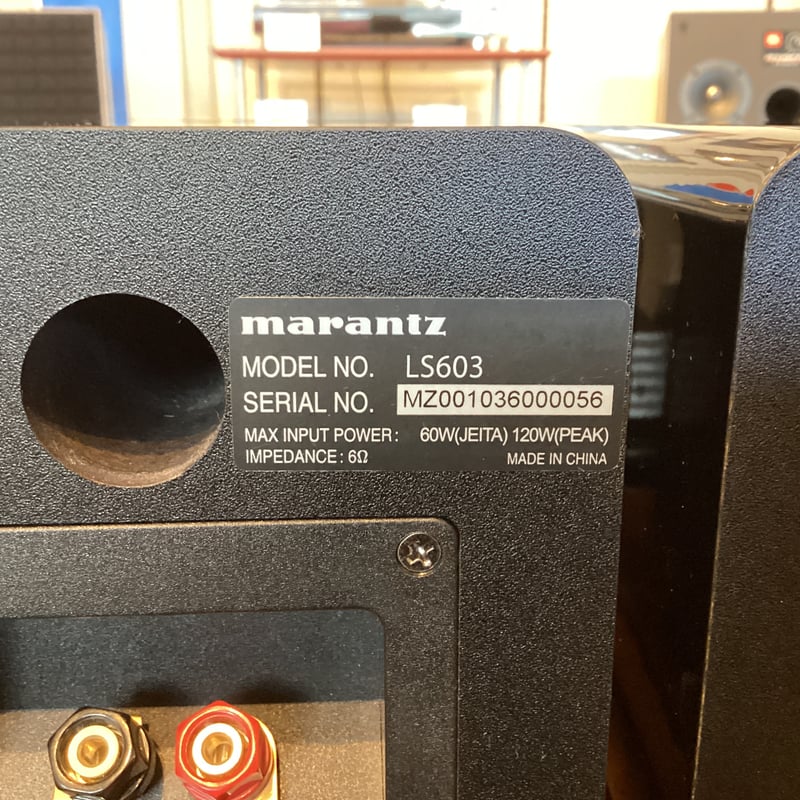 marantz
MODEL NO. LS603
SERIAL NO. MZ001036000056
MAX INPUT POWER: 60W(JEITA) 120W(PEAK)
IMPEDANCE: 6Ω MADE IN CHINA